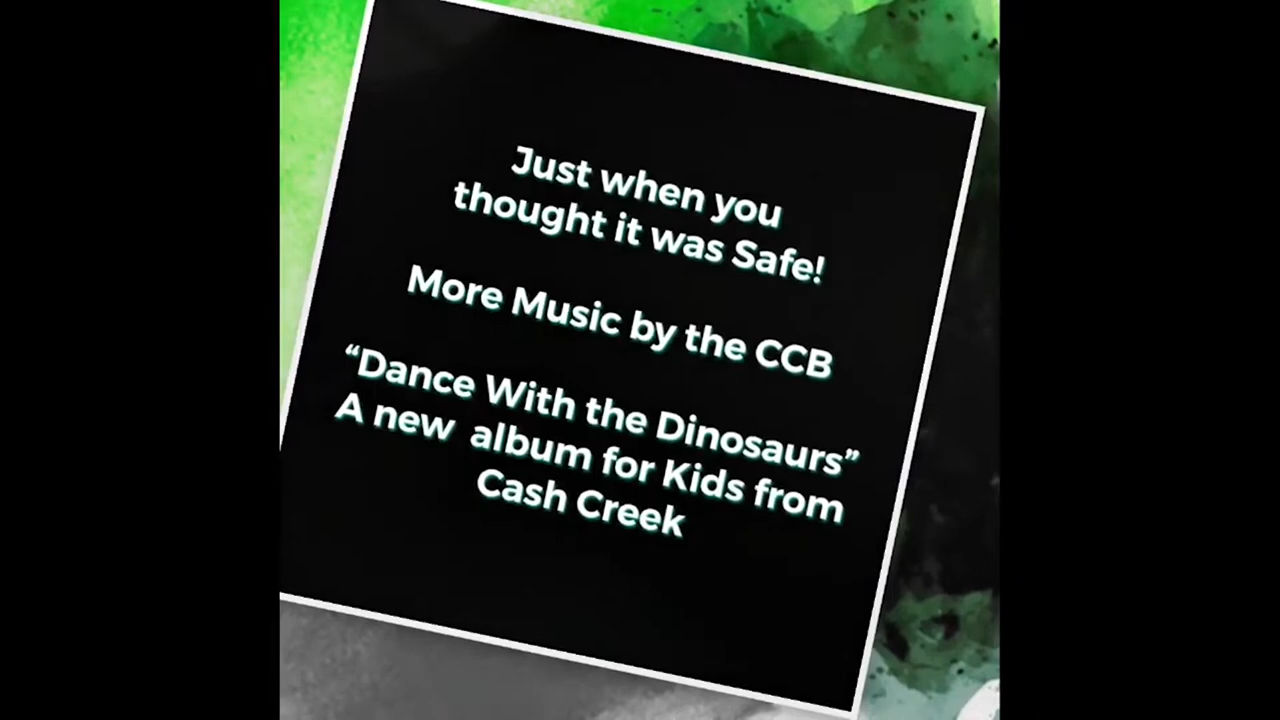 Just when you
thought it was Safe!
More Music by the CCB
“Dance With the Dinosaurs”
A new album for Kids from
Cash Creek